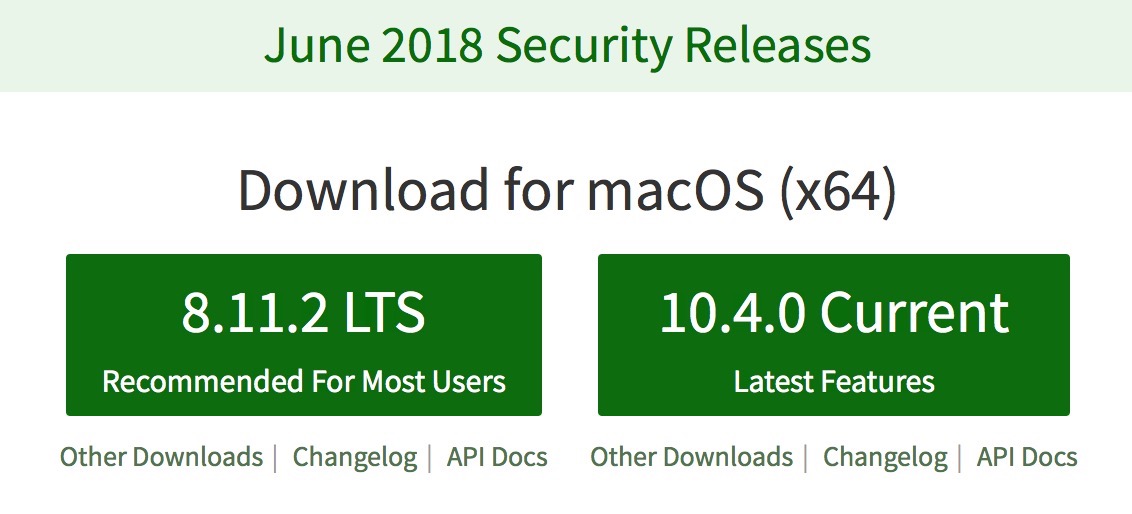 June 2018 Security Releases
Download for macOS (x64)
8.11.2 LTS
Recommended For Most Users
10.4.0 Current
Latest Features
Other Downloads | Changelog | API Docs
Other Downloads | Changelog | API Docs